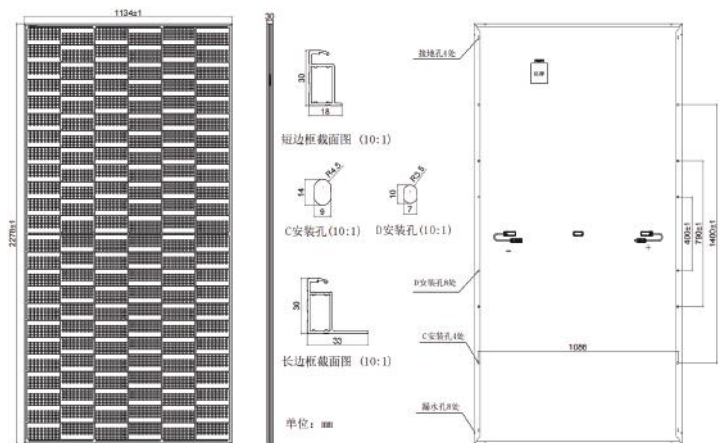 1134±1
2278±1
30
30
18
短边框截面图 (10:1)
R4.5
14
9
C安装孔(10:1)
R3.5
10
7
D安装孔(10:1)
30
33
长边框截面图 (10:1)
单位: mm
接地孔4处
铭牌
D安装孔8处
C安装孔4处
漏水孔8处
-
+
400±1
790±1
1400±1
1086